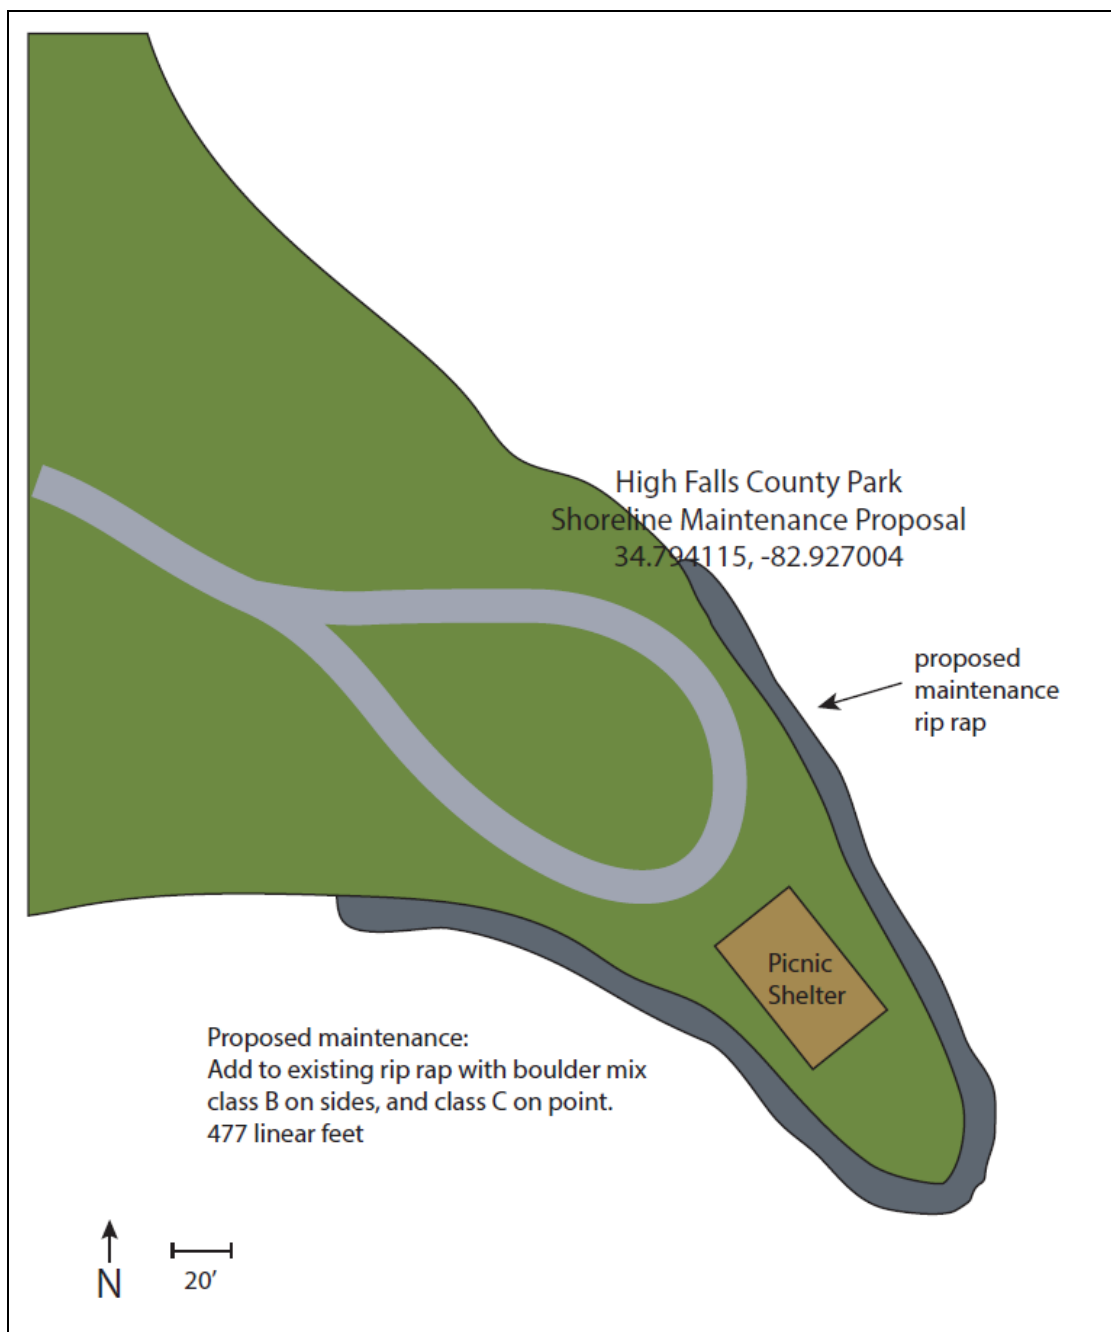 High Falls County Park
Shoreline Maintenance Proposal
34.794115, -82.927004
proposed
maintenance
rip rap
Picnic
Shelter
Proposed maintenance:
Add to existing rip rap with boulder mix
class B on sides, and class C on point.
477 linear feet
N
20’